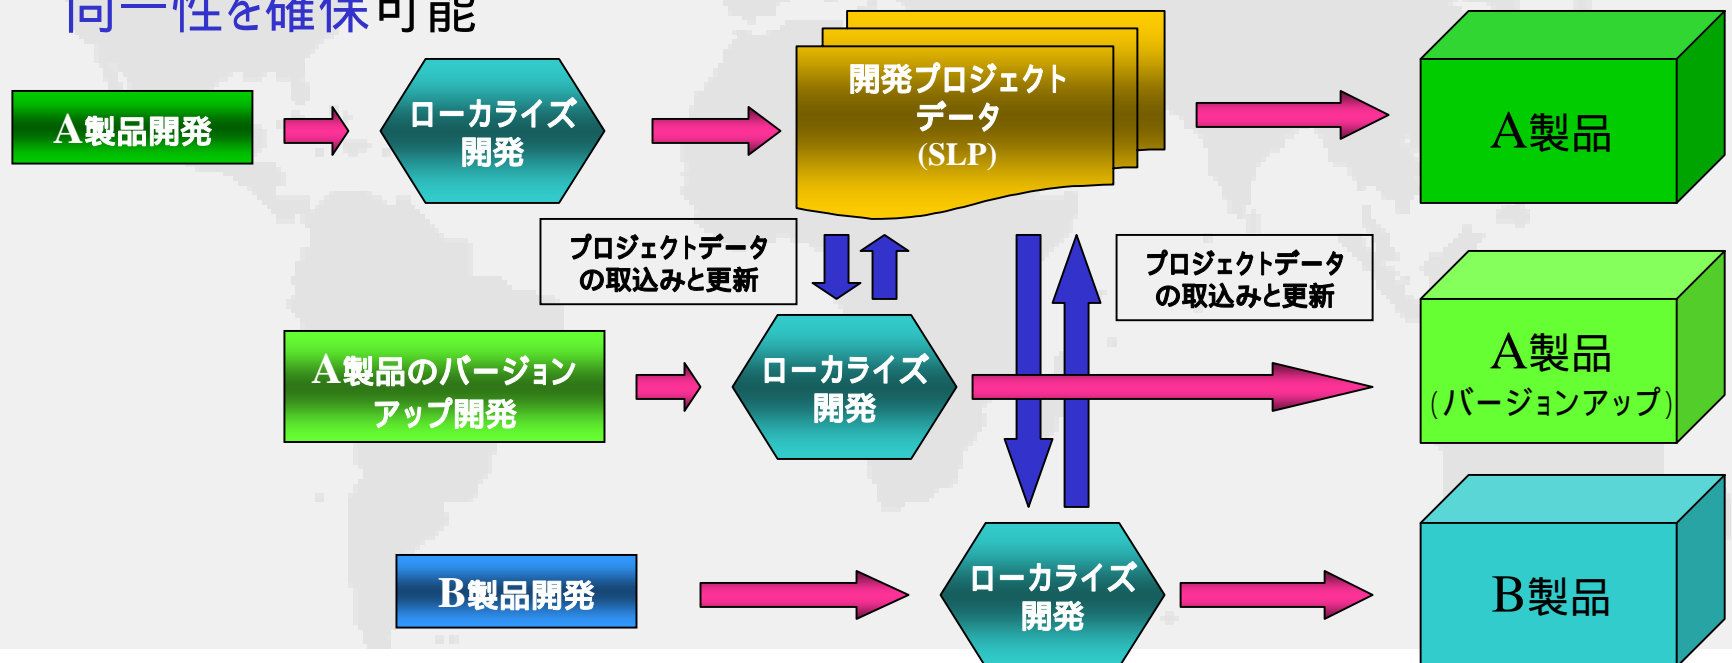 同一性を確保可能
A製品開発
ローカライズ
開発
開発プロジェクト
データ
(SLP)
A製品
プロジェクトデータ
の取込みと更新
プロジェクトデータ
の取込みと更新
A製品のバージョン
アップ開発
ローカライズ
開発
A製品
(バージョンアップ)
B製品開発
ローカライズ
開発
B製品